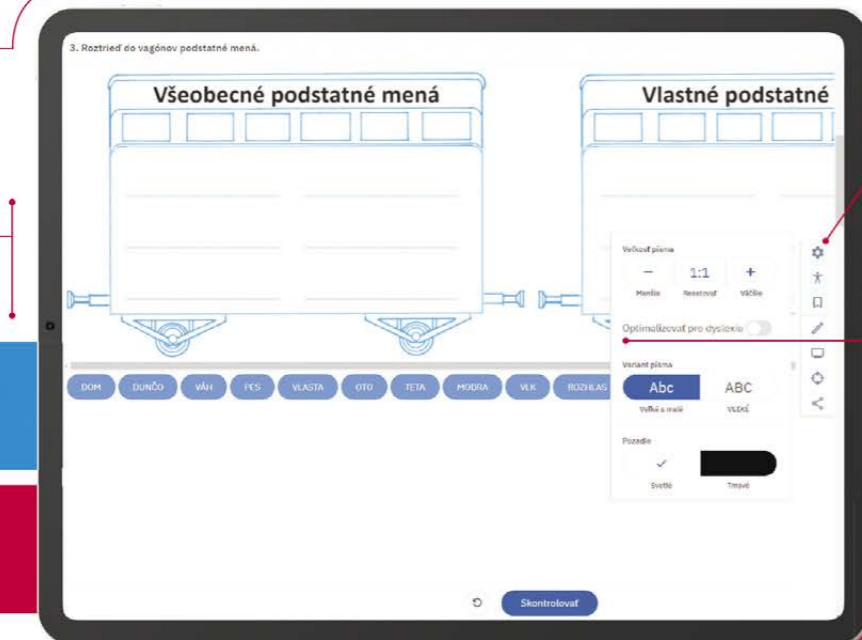 3. Roztrieď do vagónov podstatné mená.
Všeobecné podstatné mená
Vlastné podstatné
Veľkosť písma
− 1:1 +
Menšie Resetovať Väčšie
Optimalizovať pre dyslexiu
Variant písma
Abc ABC
Veľké a malé VEĽKÉ
Pozadie
Svetlé Tmavé
DOM DUNČO VÁH PES VLASTA OTO TETA MODRA VLK ROZHLAS
Skontrolovať